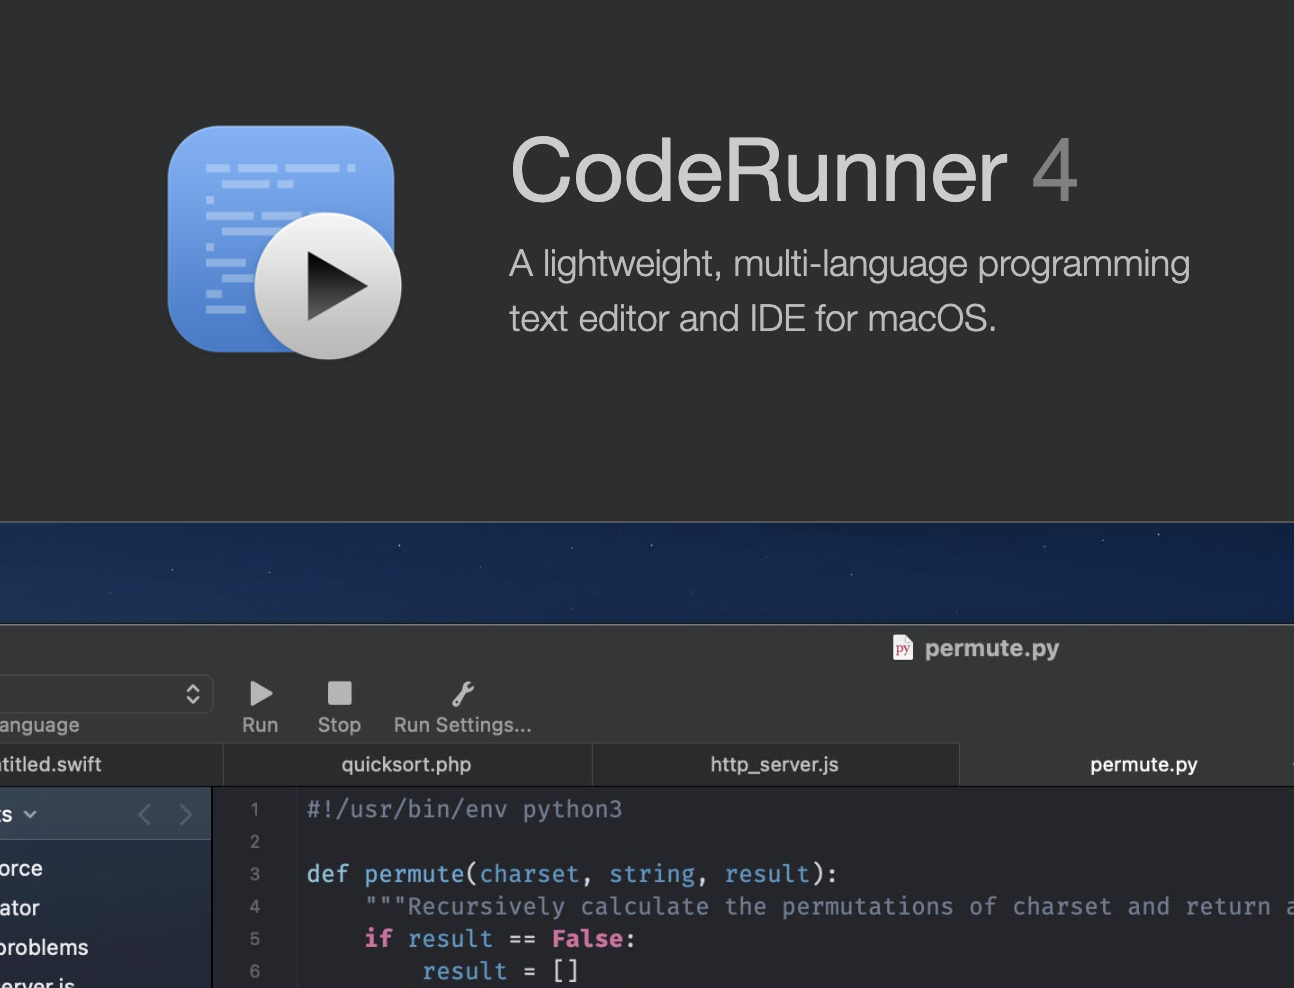 CodeRunner 4
A lightweight, multi-language programming
text editor and IDE for macOS.
permute.py
anguage
Run
Stop
Run Settings...
titled.swift
quicksort.php
http_server.js
permute.py
ts
1 #!/usr/bin/env python3
2
3 def permute(charset, string, result):
4 """Recursively calculate the permutations of charset and return a
5 if result == False:
6 result = []
orce
ator
problems
erver.js